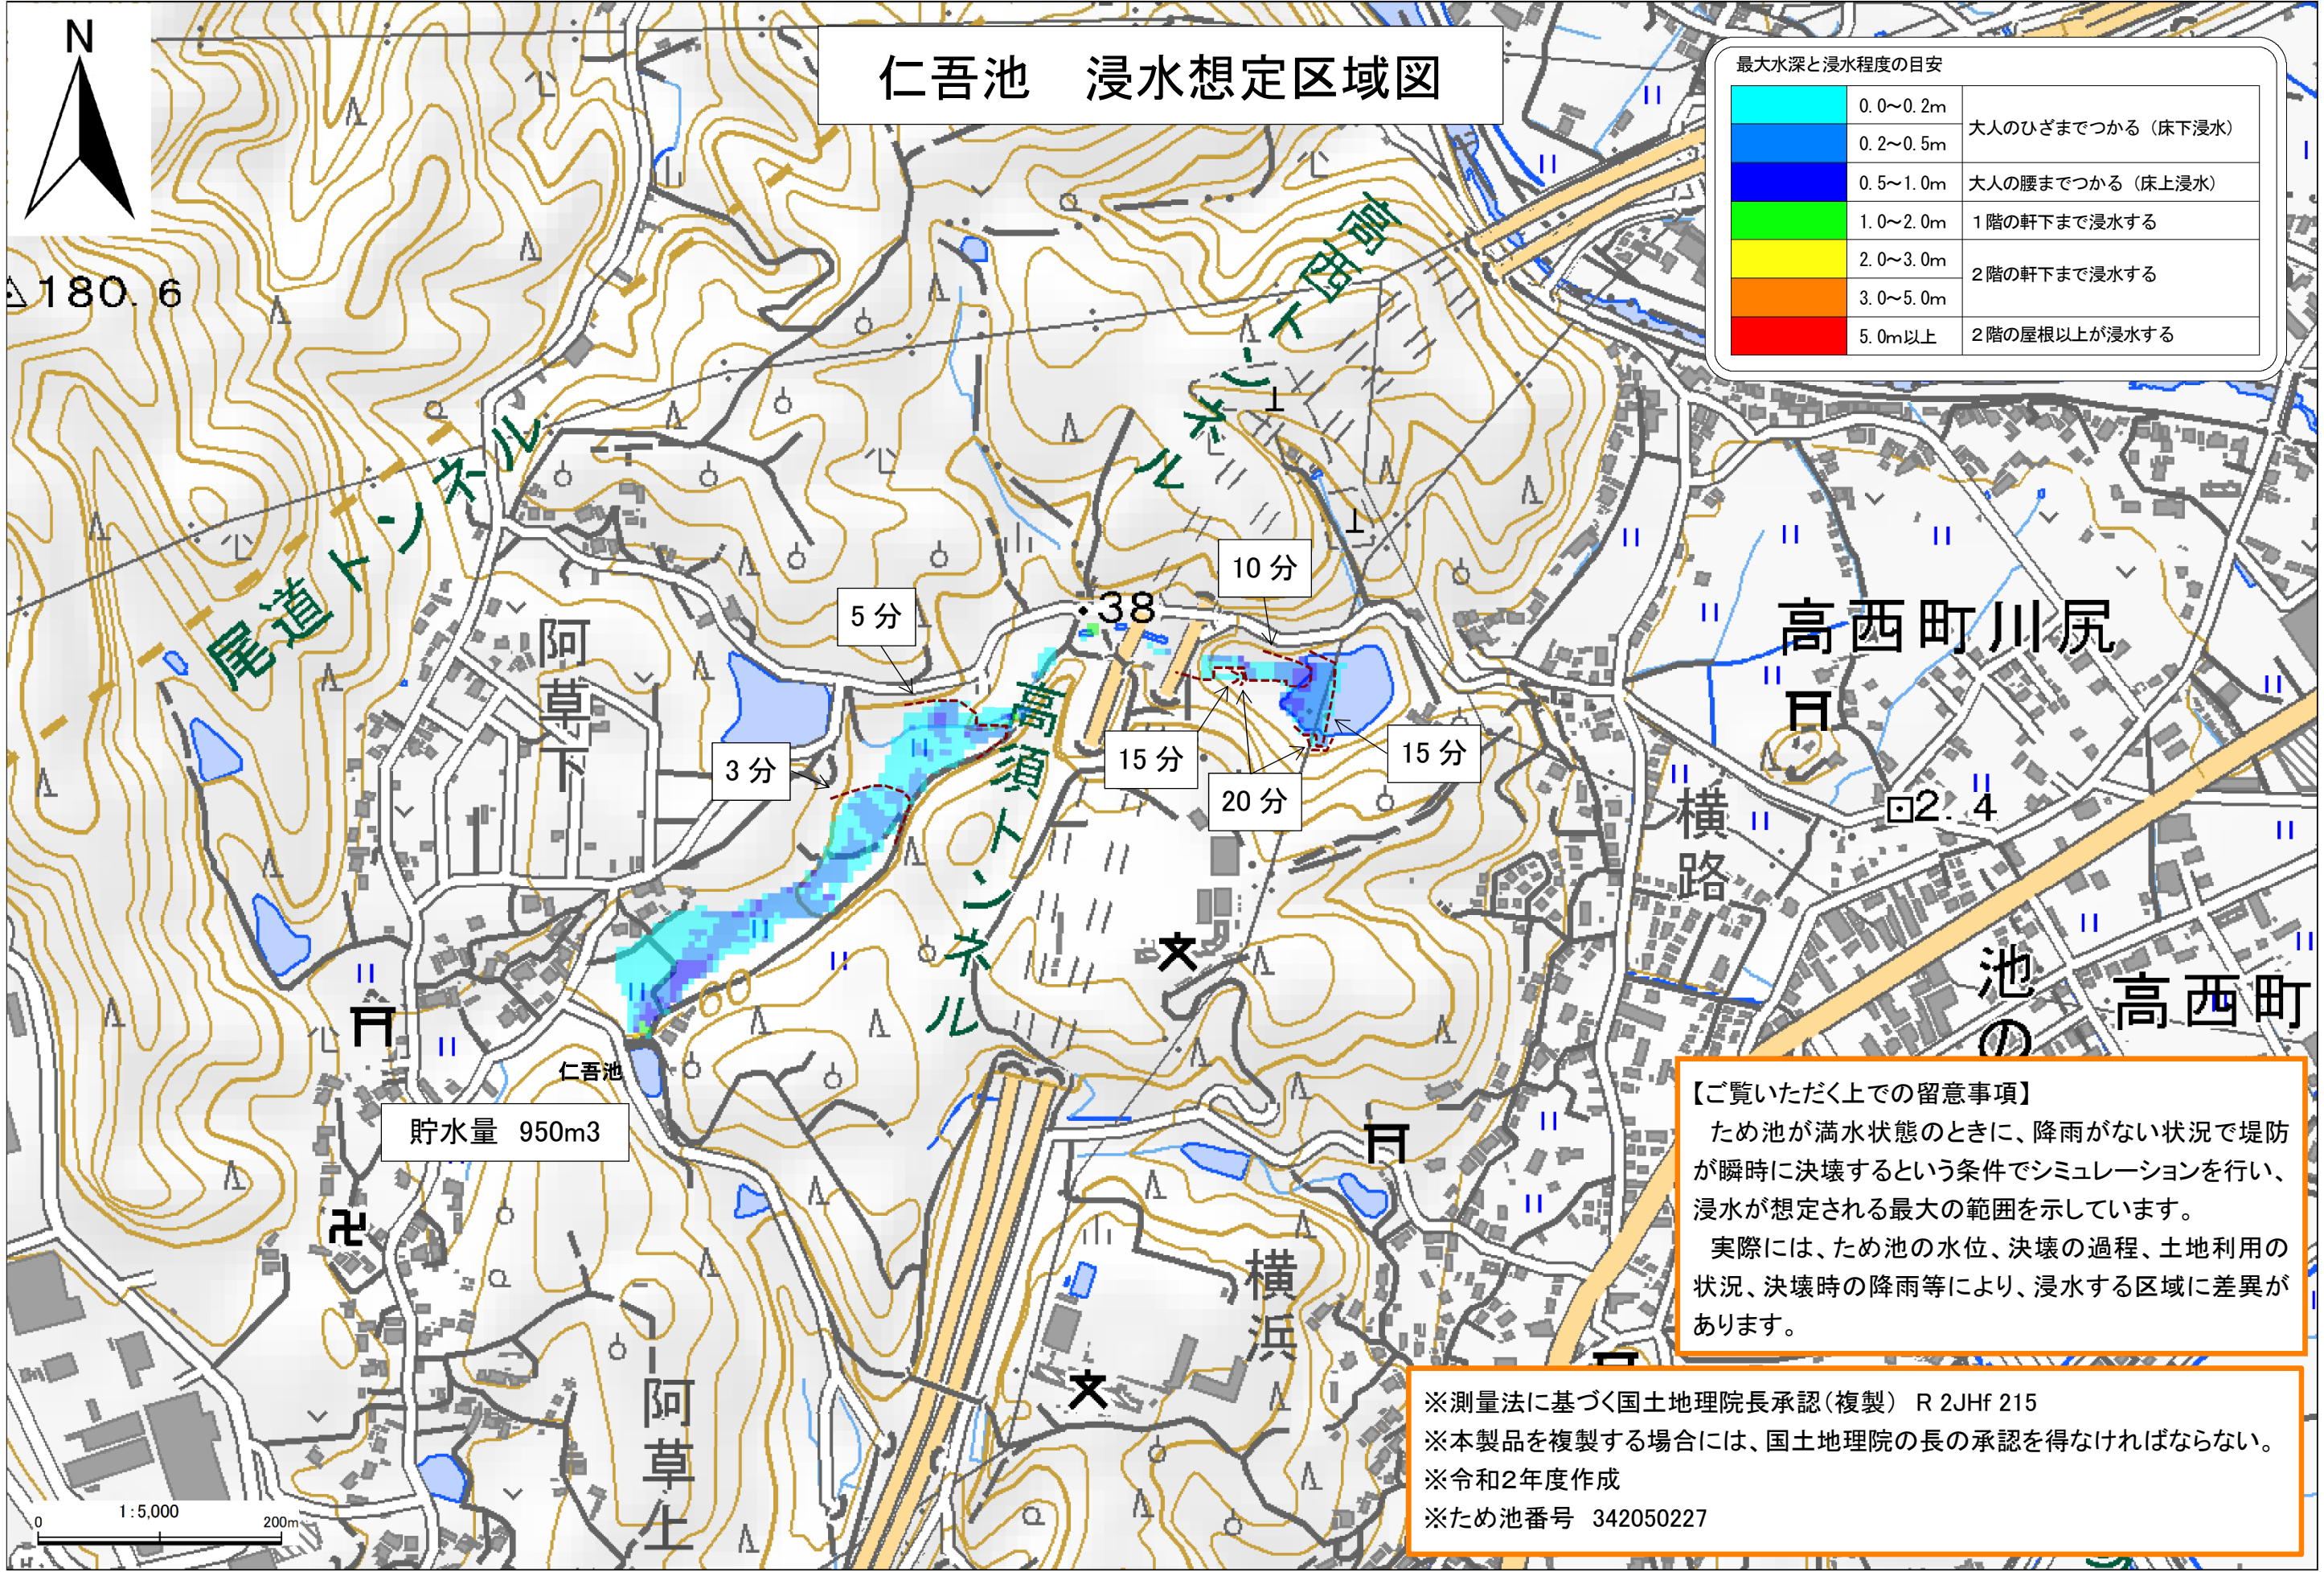 N
仁吾池　浸水想定区域図
最大水深と浸水程度の目安
0.0～0.2m
大人のひざまでつかる（床下浸水）
0.2～0.5m
0.5～1.0m 大人の腰までつかる（床上浸水）
1.0～2.0m 1階の軒下まで浸水する
2.0～3.0m
2階の軒下まで浸水する
3.0～5.0m
5.0m以上 2階の屋根以上が浸水する
180.6
高西トンネル
尾道トンネル
10分
5分
38
高西町川尻
阿草下
高須トンネル
3分
15分
15分
20分
横路
2.4
60
池の
高西町
仁吾池
貯水量 950m3
横浜
阿草上
【ご覧いただく上での留意事項】
ため池が満水状態のときに、降雨がない状況で堤防
が瞬時に決壊するという条件でシミュレーションを行い、
浸水が想定される最大の範囲を示しています。
実際には、ため池の水位、決壊の過程、土地利用の
状況、決壊時の降雨等により、浸水する区域に差異が
あります。
※測量法に基づく国土地理院長承認（複製） R 2JHf 215
※本製品を複製する場合には、国土地理院の長の承認を得なければならない。
※令和2年度作成
※ため池番号 342050227
1:5,000
0 200m